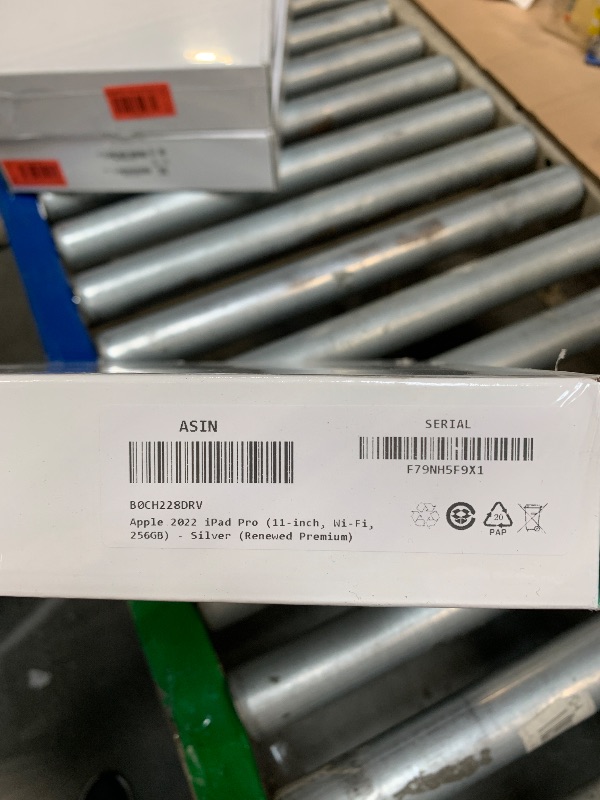 ASIN
SERIAL
F79NH5F9X1
B0CH228DRV
Apple 2022 iPad Pro (11-inch, Wi-Fi,
256GB) - Silver (Renewed Premium)
20
PAP